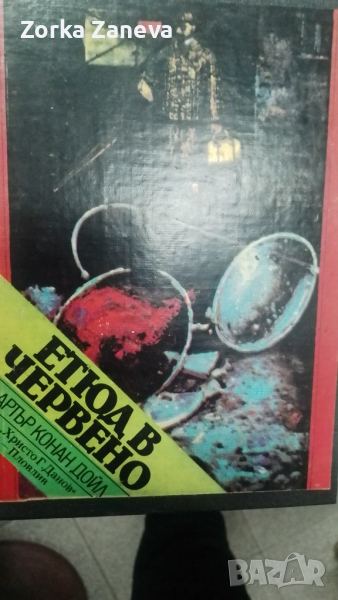 Zorka Zaneva
ЕТЮД В
ЧЕРВЕНО
АРТЪР КОНАН ДОЙЛ
„Христо Г. Данов“
Пловдив
BAZAR